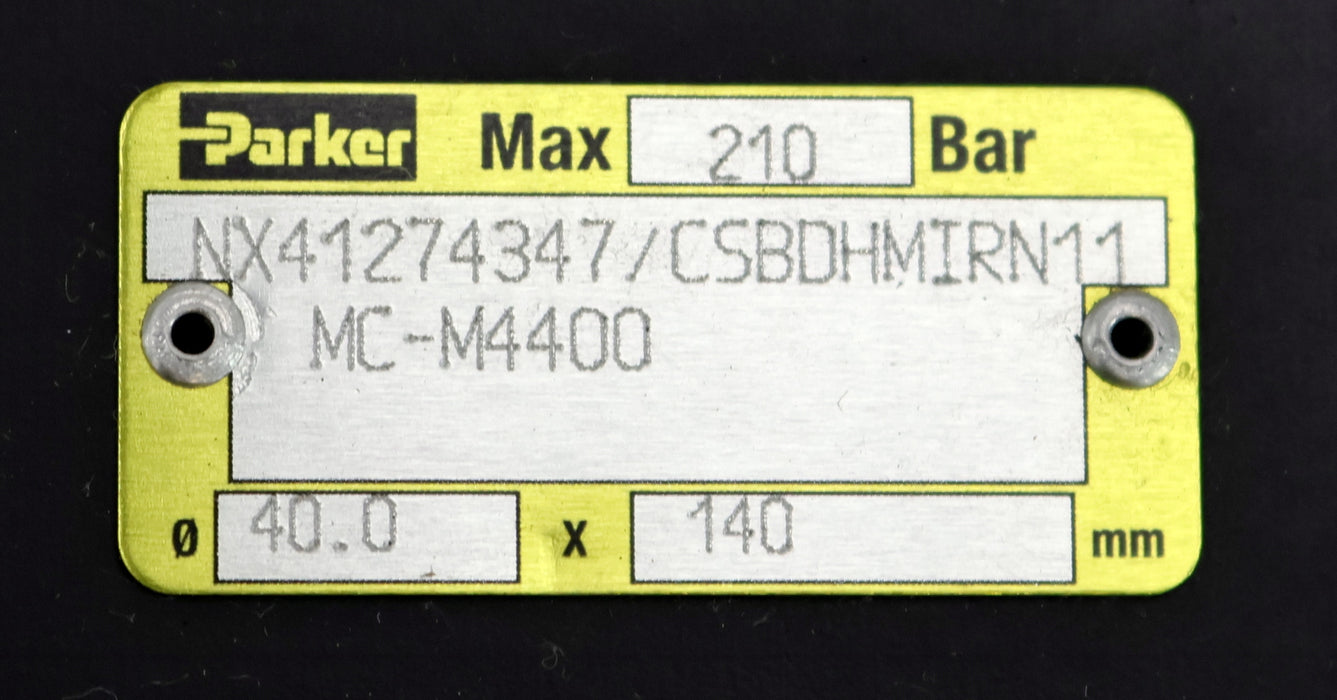 Parker Max 210 Bar
NX41274347/CSBDHMIRN11
MC-M4400
ø 40.0 x 140 mm